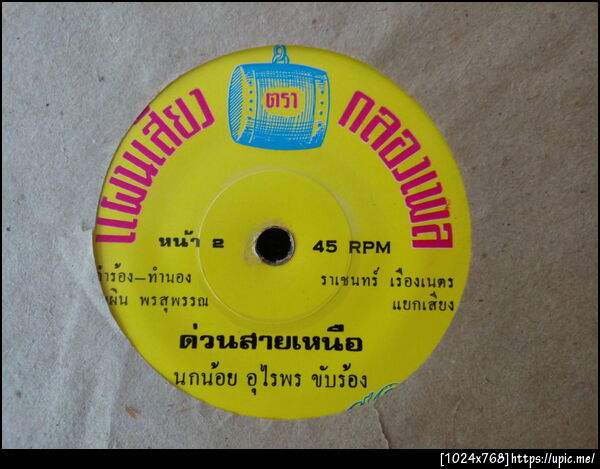 แผ่นเสียง
ตรา
กลองเพล
หน้า 2
45 RPM
คำร้อง-ทำนอง
พรสุพรรณ
ราเชนทร์ เรืองเนตร
แยกเสียง
ด่วนสายเหนือ
นกน้อย อุไรพร ขับร้อง
[1024x768]https://upic.me/